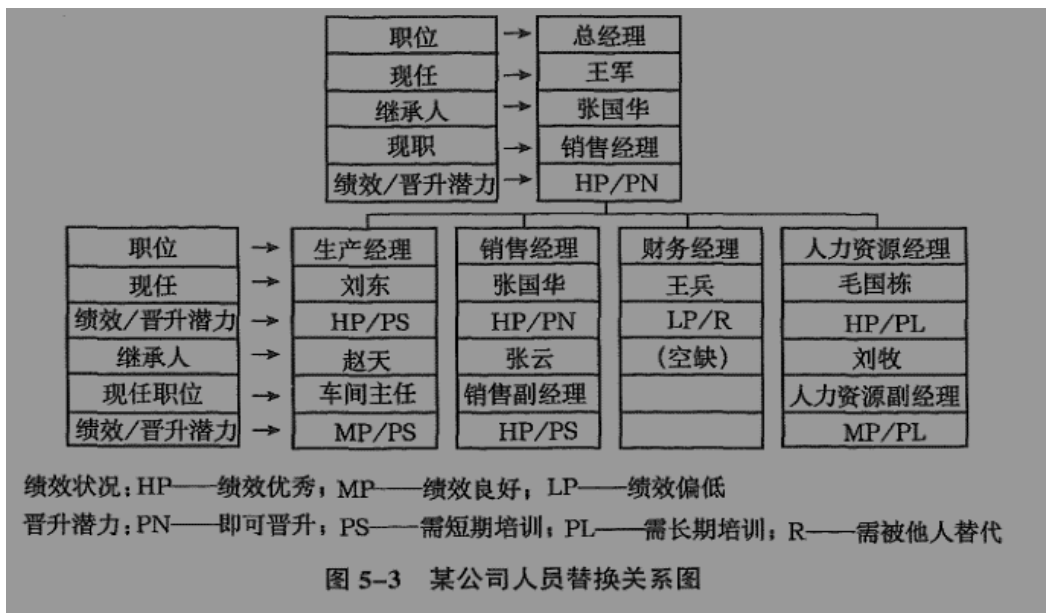 职位 → 总经理
现任 → 王军
继承人 → 张国华
现职 → 销售经理
绩效/晋升潜力 → HP/PN
职位 → 生产经理 销售经理 财务经理 人力资源经理
现任 → 刘东 张国华 王兵 毛国栋
绩效/晋升潜力 → HP/PS HP/PN LP/R HP/PL
继承人 → 赵天 张云 (空缺) 刘牧
现任职位 → 车间主任 销售副经理 人力资源副经理
绩效/晋升潜力 → MP/PS HP/PS MP/PL
绩效状况：HP——绩效优秀；MP——绩效良好；LP——绩效偏低
晋升潜力：PN——即可晋升；PS——需短期培训；PL——需长期培训；R——需被他人替代
图 5-3 某公司人员替换关系图